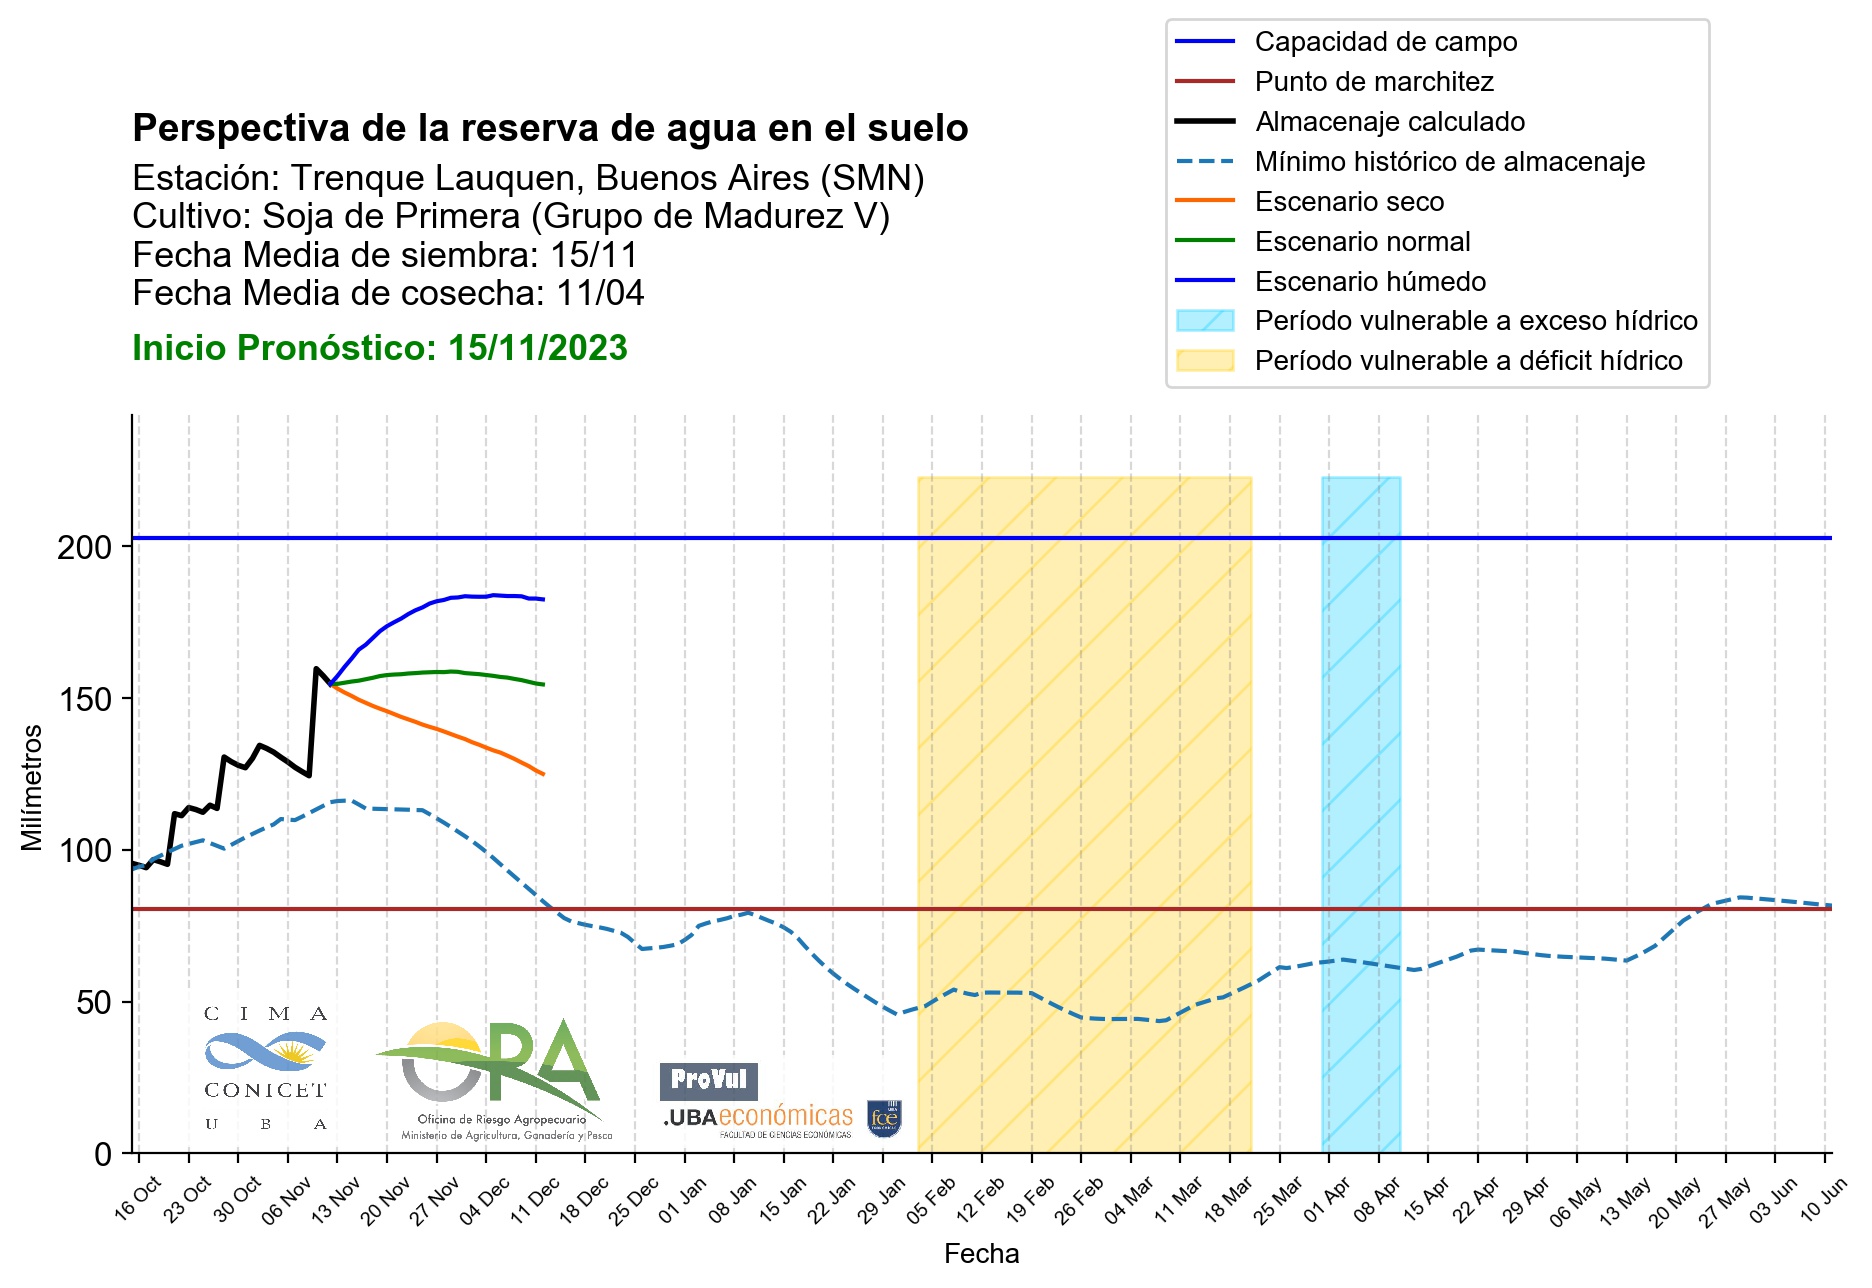 Capacidad de campo
Punto de marchitez
Almacenaje calculado
Mínimo histórico de almacenaje
Escenario seco
Escenario normal
Escenario húmedo
Período vulnerable a exceso hídrico
Período vulnerable a déficit hídrico
Perspectiva de la reserva de agua en el suelo
Estación: Trenque Lauquen, Buenos Aires (SMN)
Cultivo: Soja de Primera (Grupo de Madurez V)
Fecha Media de siembra: 15/11
Fecha Media de cosecha: 11/04
Inicio Pronóstico: 15/11/2023
Milímetros
200
150
100
50
0
C I M A
CONICET
U B A
ORA
Oficina de Riesgo Agropecuario
Ministerio de Agricultura, Ganadería y Pesca
ProVul
.UBAeconómicas
FACULTAD DE CIENCIAS ECONÓMICAS
fce
16 Oct
23 Oct
30 Oct
06 Nov
13 Nov
20 Nov
27 Nov
04 Dec
11 Dec
18 Dec
25 Dec
01 Jan
08 Jan
15 Jan
22 Jan
29 Jan
05 Feb
12 Feb
19 Feb
26 Feb
04 Mar
11 Mar
18 Mar
25 Mar
01 Apr
08 Apr
15 Apr
22 Apr
29 Apr
06 May
13 May
20 May
27 May
03 Jun
10 Jun
Fecha